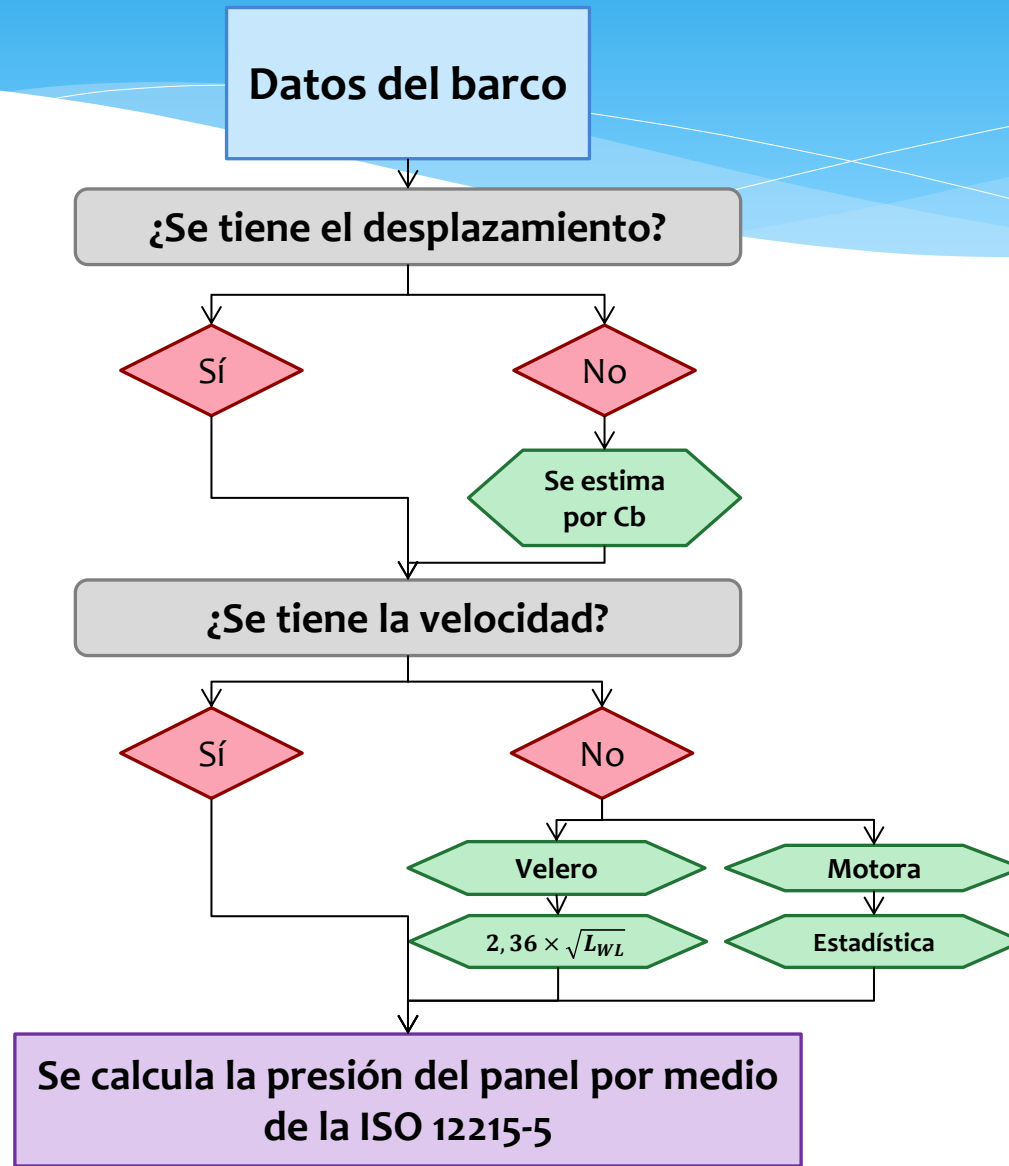 Datos del barco
¿Se tiene el desplazamiento?
Sí
No
Se estima
por Cb
¿Se tiene la velocidad?
Sí
No
Velero
Motora
2,36 × √L_WL
Estadística
Se calcula la presión del panel por medio
de la ISO 12215-5